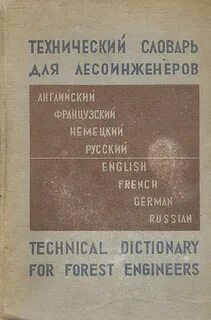 ТЕХНИЧЕСКИЙ СЛОВАРЬ
ДЛЯ ЛЕСОИНЖЕНЕРОВ
АНГЛИЙСКИЙ
ФРАНЦУЗСКИЙ
НЕМЕЦКИЙ
РУССКИЙ
ENGLISH
FRENCH
GERMAN
RUSSIAN
TECHNICAL DICTIONARY
FOR FOREST ENGINEERS